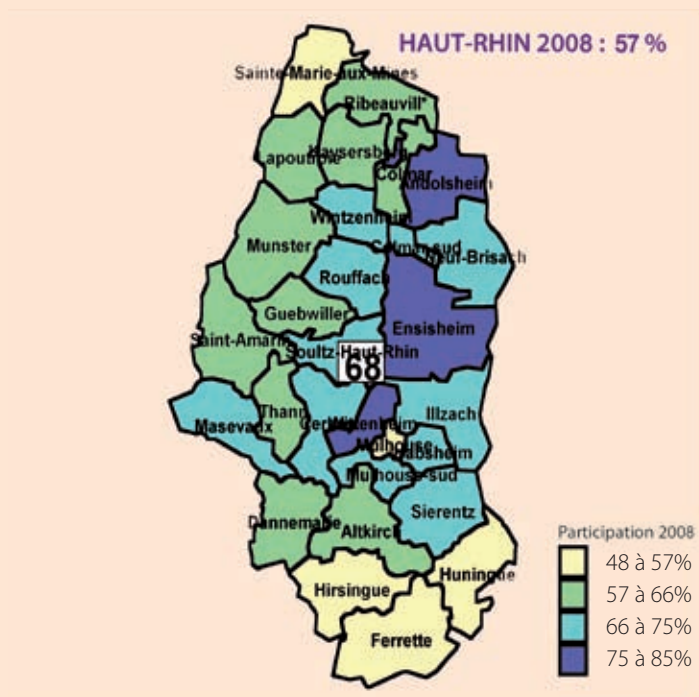 HAUT-RHIN 2008 : 57 %
Sainte-Marie-aux-Mines
Ribeauvill*
Kaysersberg
Lapoutroie
Colmar
Andolsheim
Wintzenheim
Munster
Colmar-sud
Neuf-Brisach
Rouffach
Guebwiller
Ensisheim
Saint-Amarin
Soultz-Haut-Rhin
68
Thann
Illzach
Masevaux
Cernay
Wittenheim
Mulhouse
Habsheim
Mulhouse-sud
Sierentz
Dannemarie
Altkirch
Participation 2008
48 à 57%
Huningue
57 à 66%
Hirsingue
66 à 75%
Ferrette
75 à 85%